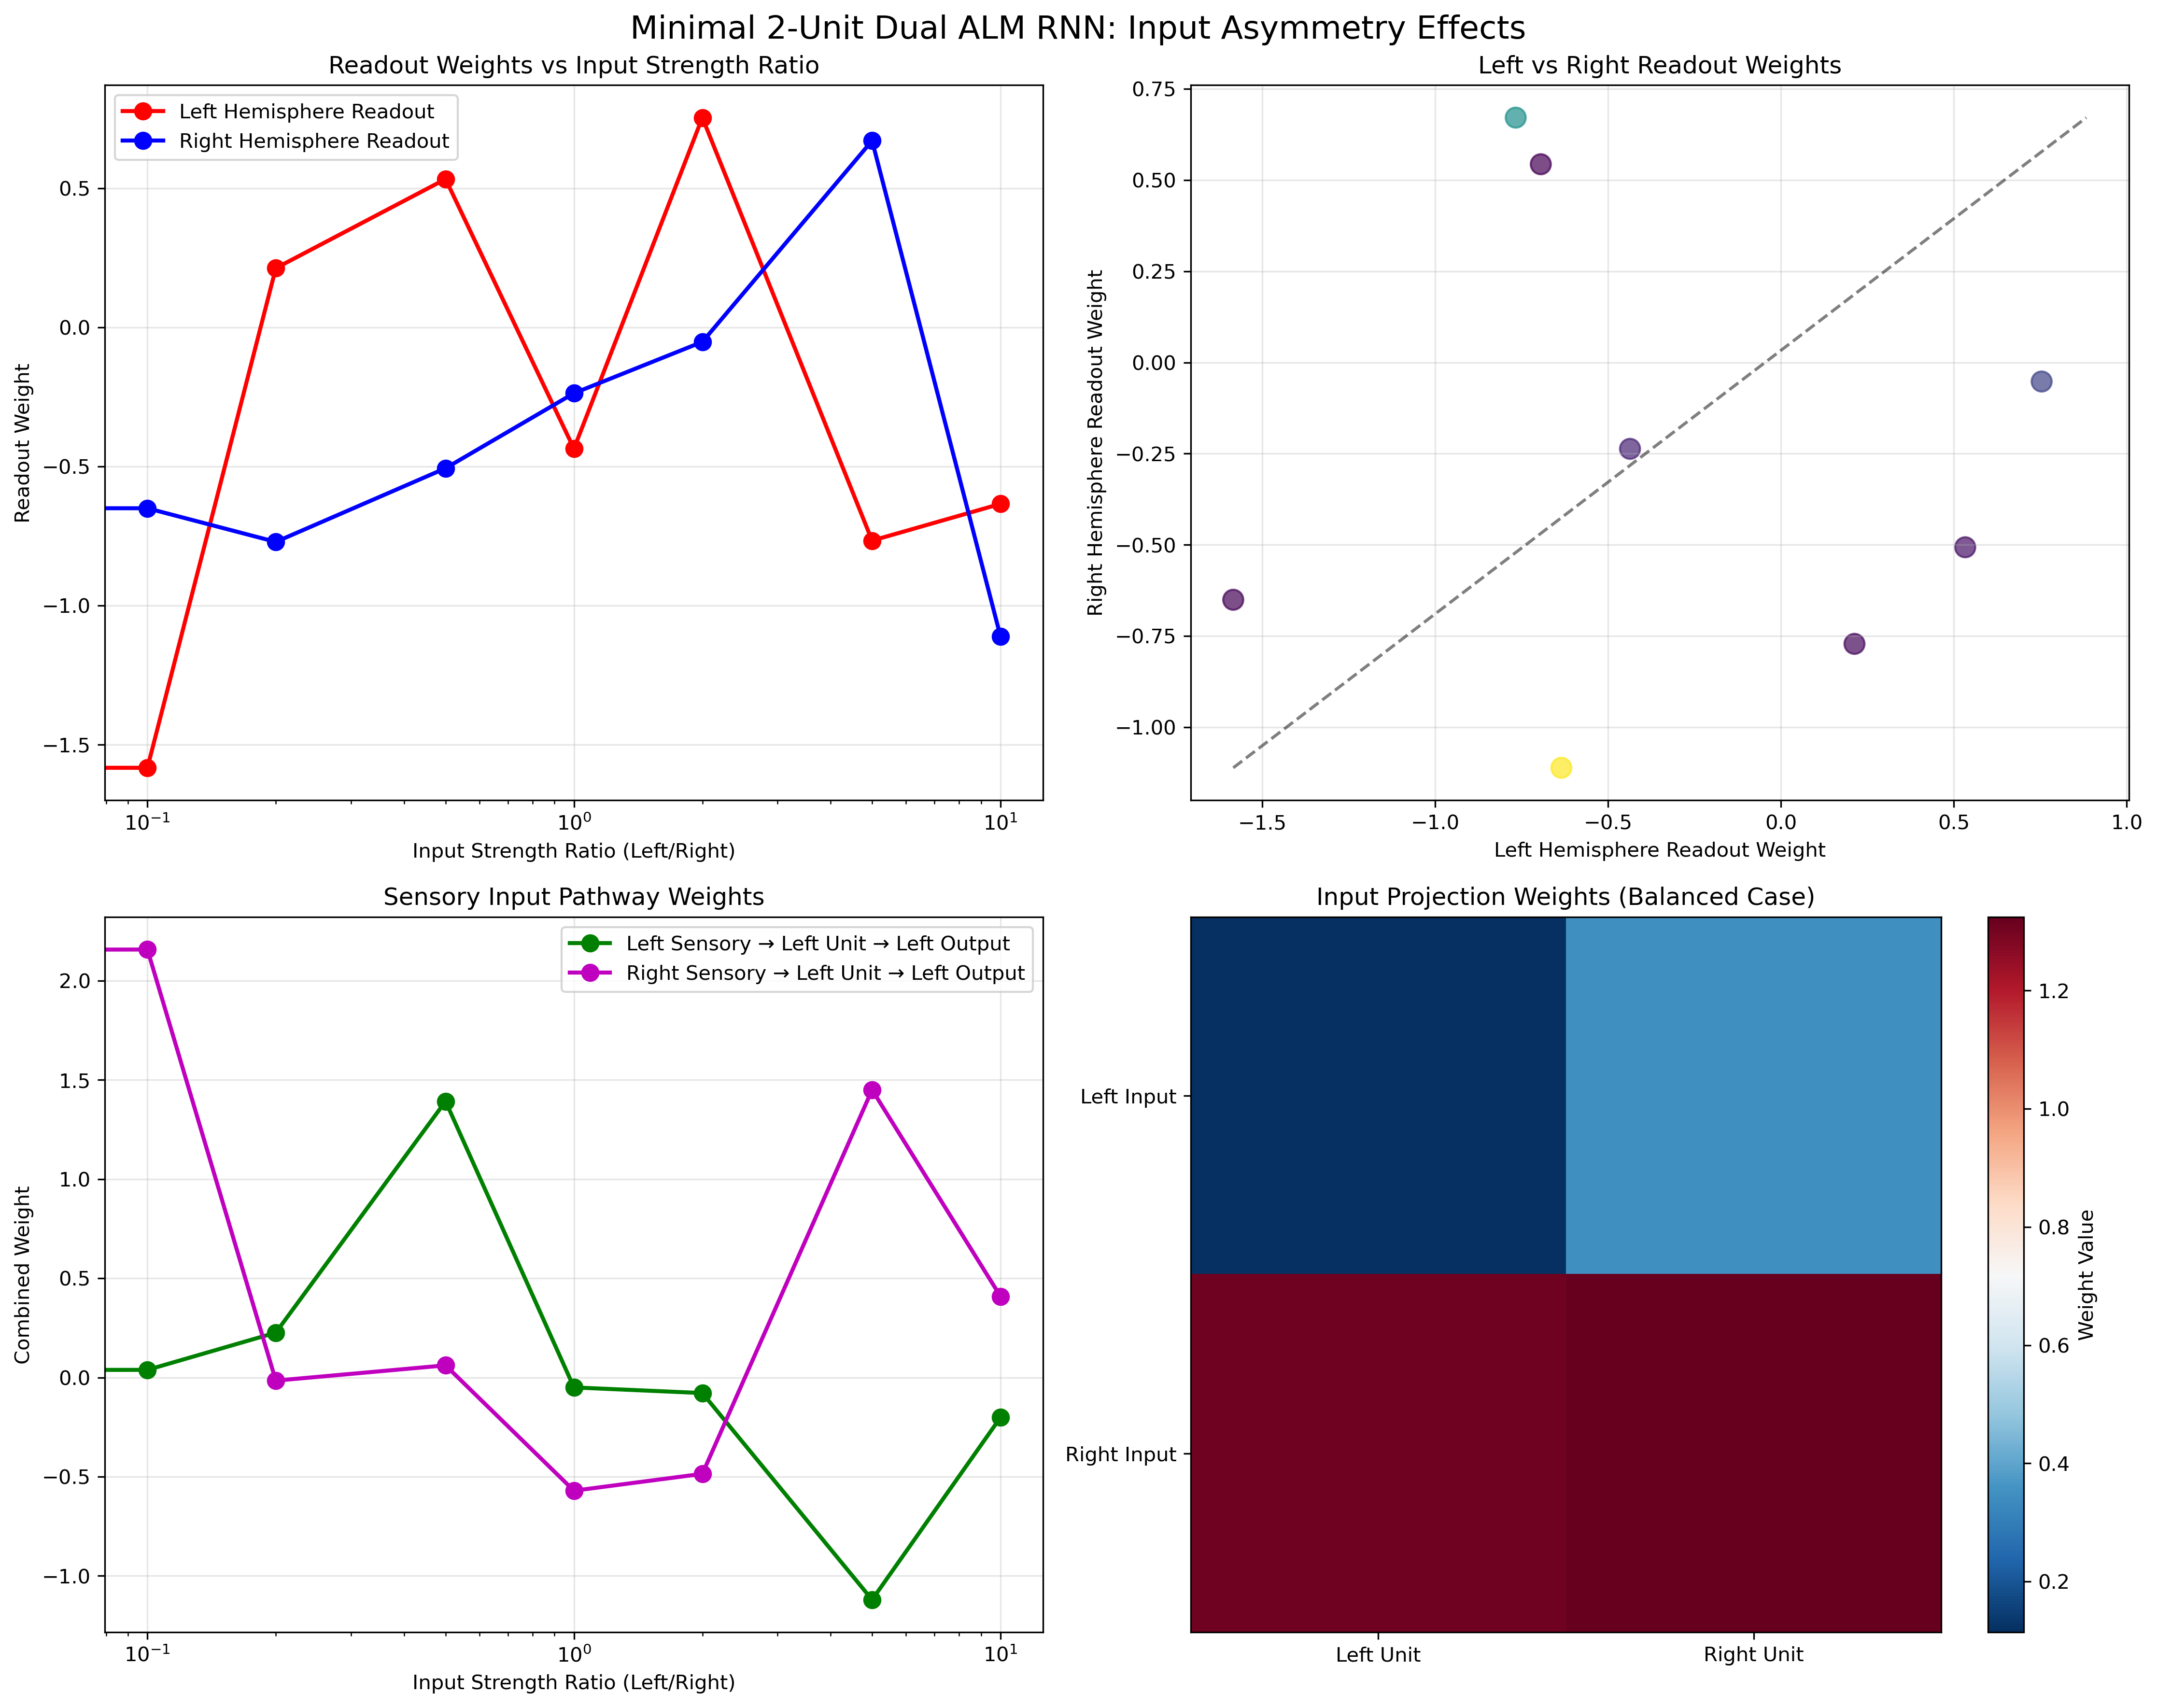 Minimal 2-Unit Dual ALM RNN: Input Asymmetry Effects
Readout Weights vs Input Strength Ratio
Left Hemisphere Readout
Right Hemisphere Readout
Readout Weight
0.5
0.0
−0.5
−1.0
−1.5
10⁻¹
10⁰
10¹
Input Strength Ratio (Left/Right)
Left vs Right Readout Weights
Right Hemisphere Readout Weight
0.75
0.50
0.25
0.00
−0.25
−0.50
−0.75
−1.00
−1.5
−1.0
−0.5
0.0
0.5
1.0
Left Hemisphere Readout Weight
Sensory Input Pathway Weights
Left Sensory → Left Unit → Left Output
Right Sensory → Left Unit → Left Output
Combined Weight
2.0
1.5
1.0
0.5
0.0
−0.5
−1.0
10⁻¹
10⁰
10¹
Input Strength Ratio (Left/Right)
Input Projection Weights (Balanced Case)
Left Input
Right Input
Left Unit
Right Unit
1.2
1.0
0.8
0.6
0.4
0.2
Weight Value